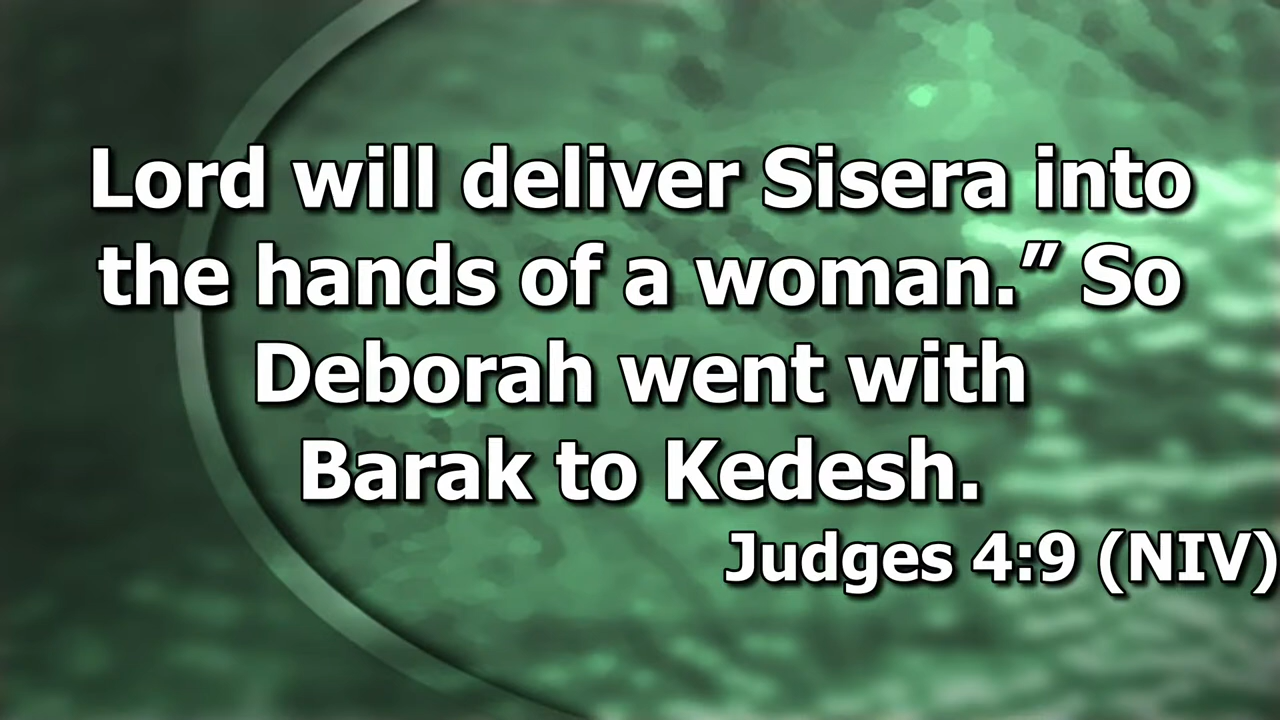 Lord will deliver Sisera into
the hands of a woman.” So
Deborah went with
Barak to Kedesh.
Judges 4:9 (NIV)